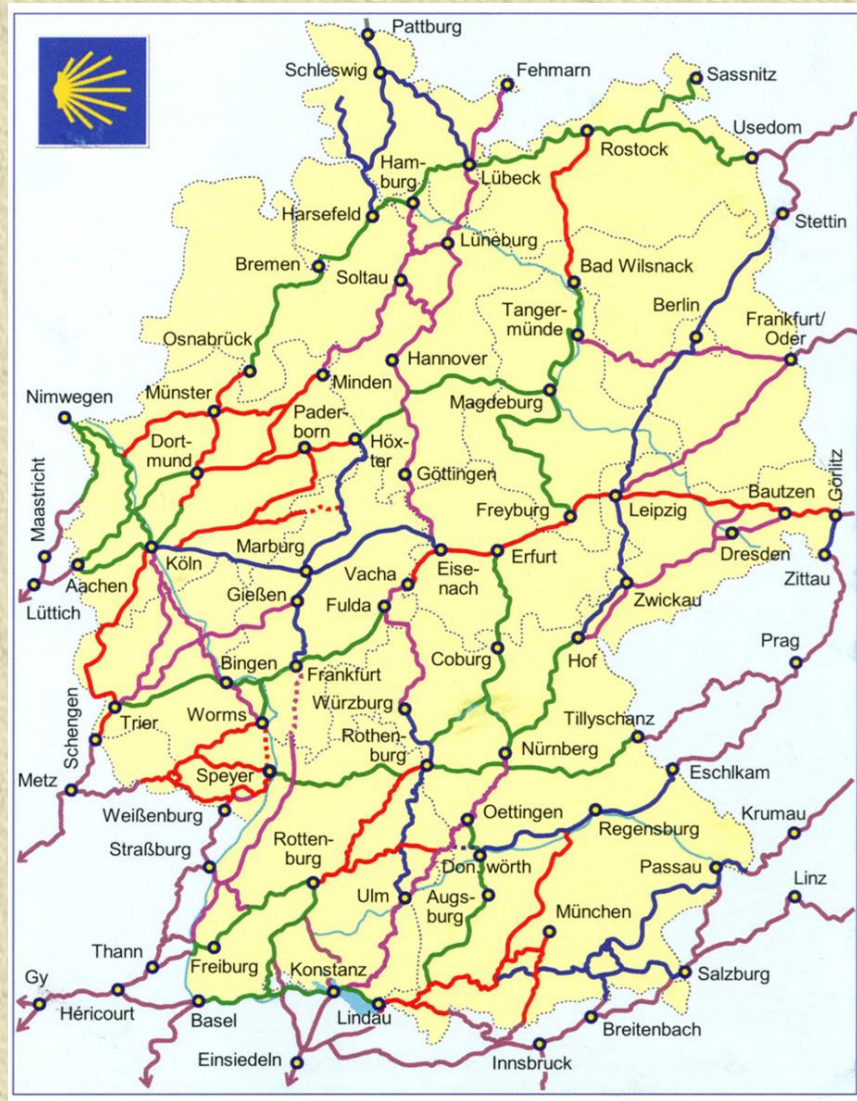 Pattburg
Schleswig
Fehmarn
Sassnitz
Usedom
Rostock
Ham-
burg
Lübeck
Harsefeld
Stettin
Lüneburg
Bremen
Soltau
Bad Wilsnack
Berlin
Tanger-
münde
Frankfurt/
Oder
Osnabrück
Hannover
Minden
Münster
Magdeburg
Nimwegen
Pader-
born
Dort-
mund
Höx-
ter
Göttingen
Maastricht
Freyburg
Leipzig
Bautzen
Görlitz
Marburg
Köln
Aachen
Lüttich
Vacha
Eise-
nach
Erfurt
Dresden
Zittau
Gießen
Fulda
Zwickau
Coburg
Hof
Prag
Bingen
Frankfurt
Schengen
Trier
Worms
Würzburg
Tillyschanz
Rothen-
burg
Nürnberg
Metz
Speyer
Eschlkam
Weißenburg
Oettingen
Regensburg
Krumau
Straßburg
Rotten-
burg
Don.wörth
Passau
Ulm
Augs-
burg
München
Linz
Thann
Freiburg
Konstanz
Salzburg
Gy
Héricourt
Basel
Lindau
Breitenbach
Einsiedeln
Innsbruck